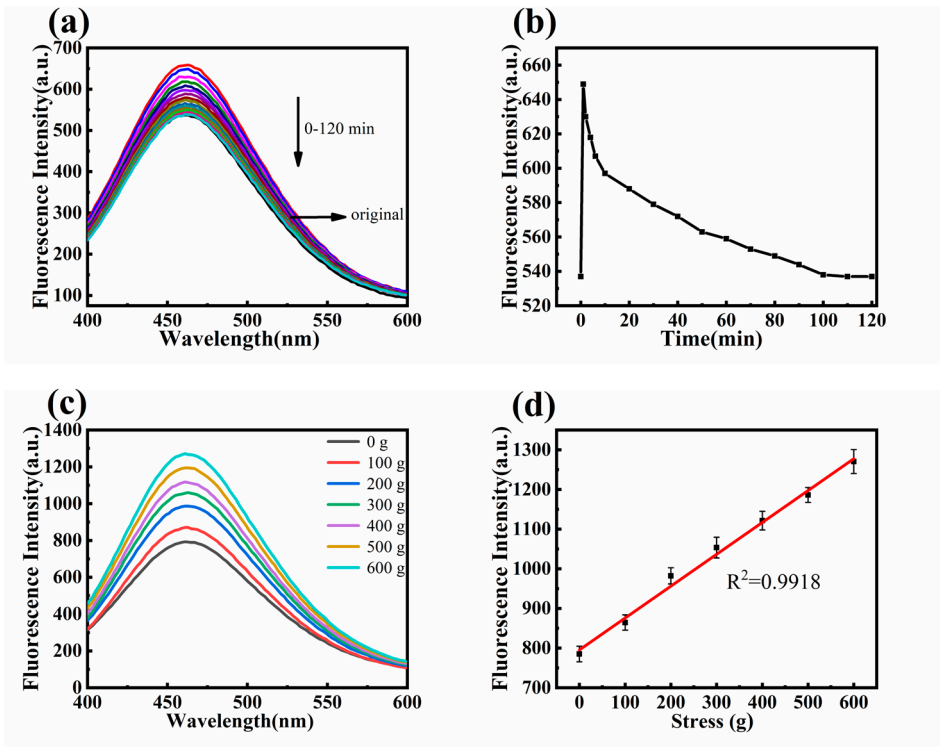 (a)
Fluorescence Intensity(a.u.)
700
600
500
400
300
200
100
0-120 min
original
400 450 500 550 600
Wavelength(nm)
(b)
Fluorescence Intensity(a.u.)
660
640
620
600
580
560
540
520
0 20 40 60 80 100 120
Time(min)
(c)
Fluorescence Intensity(a.u.)
1400
1200
1000
800
600
400
200
0
0 g
100 g
200 g
300 g
400 g
500 g
600 g
400 450 500 550 600
Wavelength(nm)
(d)
Fluorescence Intensity(a.u.)
1300
1200
1100
1000
900
800
700
R²=0.9918
0 100 200 300 400 500 600
Stress (g)